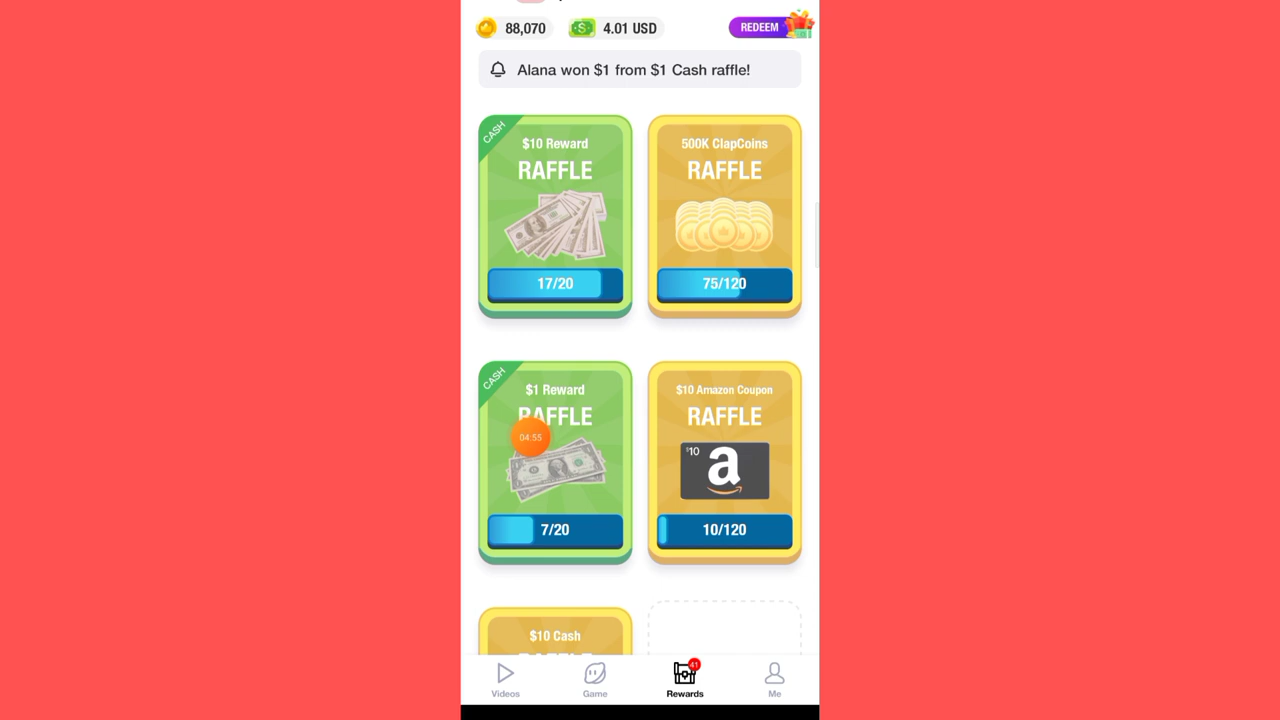 88,070
4.01 USD
REDEEM
Alana won $1 from $1 Cash raffle!
CASH
$10 Reward
RAFFLE
17/20
500K ClapCoins
RAFFLE
75/120
CASH
$1 Reward
RAFFLE
04:55
7/20
$10 Amazon Coupon
RAFFLE
$10
a
10/120
$10 Cash
RAFFLE
41
Videos
Game
Rewards
Me